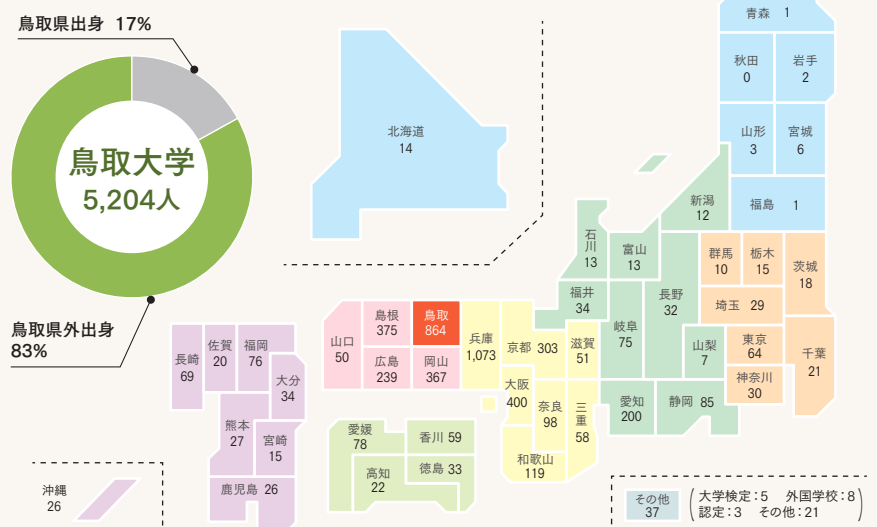 鳥取県出身 17%
鳥取大学
5,204人
鳥取県外出身
83%
北海道
14
青森 1
秋田
0
岩手
2
山形
3
宮城
6
福島 1
新潟
12
石川
13
富山
13
福井
34
岐阜
75
長野
32
山梨
7
愛知
200
静岡 85
群馬
10
栃木
15
茨城
18
埼玉 29
東京
64
神奈川
30
千葉
21
兵庫
1,073
京都 303
滋賀
51
大阪
400
奈良
98
三重
58
和歌山
119
鳥取
864
島根
375
岡山
367
広島
239
山口
50
愛媛
78
香川 59
高知
22
徳島 33
福岡
76
佐賀
20
長崎
69
大分
34
熊本
27
宮崎
15
鹿児島 26
沖縄
26
その他
37
(大学検定:5 外国学校:8
認定:3 その他:21)